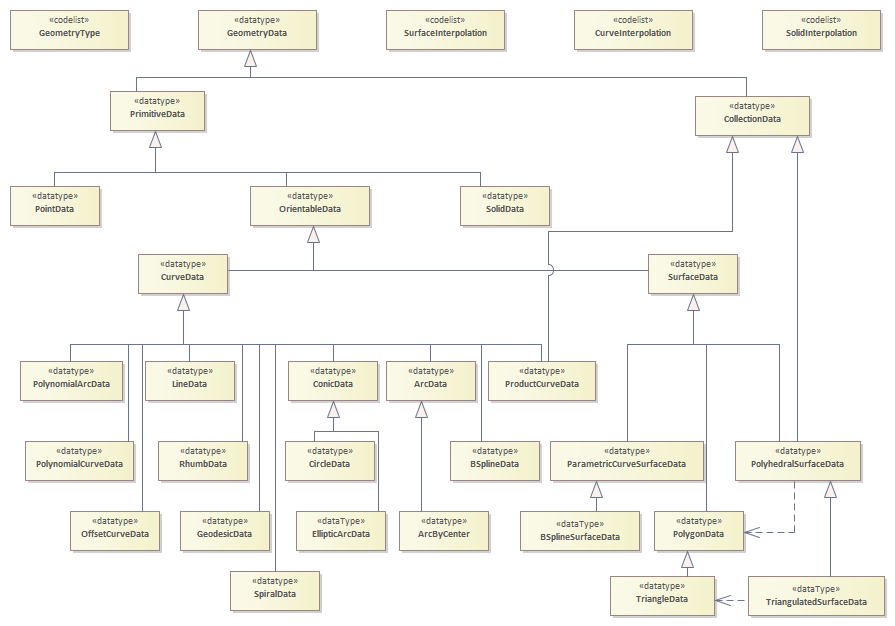 «codelist»
GeometryType
«datatype»
GeometryData
«codelist»
SurfaceInterpolation
«codelist»
CurveInterpolation
«codelist»
SolidInterpolation
«datatype»
PrimitiveData
«datatype»
CollectionData
«datatype»
PointData
«datatype»
OrientableData
«datatype»
SolidData
«datatype»
CurveData
«datatype»
SurfaceData
«datatype»
PolynomialArcData
«datatype»
LineData
«datatype»
ConicData
«datatype»
ArcData
«datatype»
ProductCurveData
«datatype»
PolynomialCurveData
«datatype»
RhumbData
«datatype»
CircleData
«datatype»
BSplineData
«datatype»
ParametricCurveSurfaceData
«datatype»
PolyhedralSurfaceData
«datatype»
OffsetCurveData
«datatype»
GeodesicData
«dataType»
EllipticArcData
«datatype»
ArcByCenter
«dataType»
BSplineSurfaceData
«datatype»
PolygonData
«datatype»
SpiralData
«datatype»
TriangleData
«dataType»
TriangulatedSurfaceData